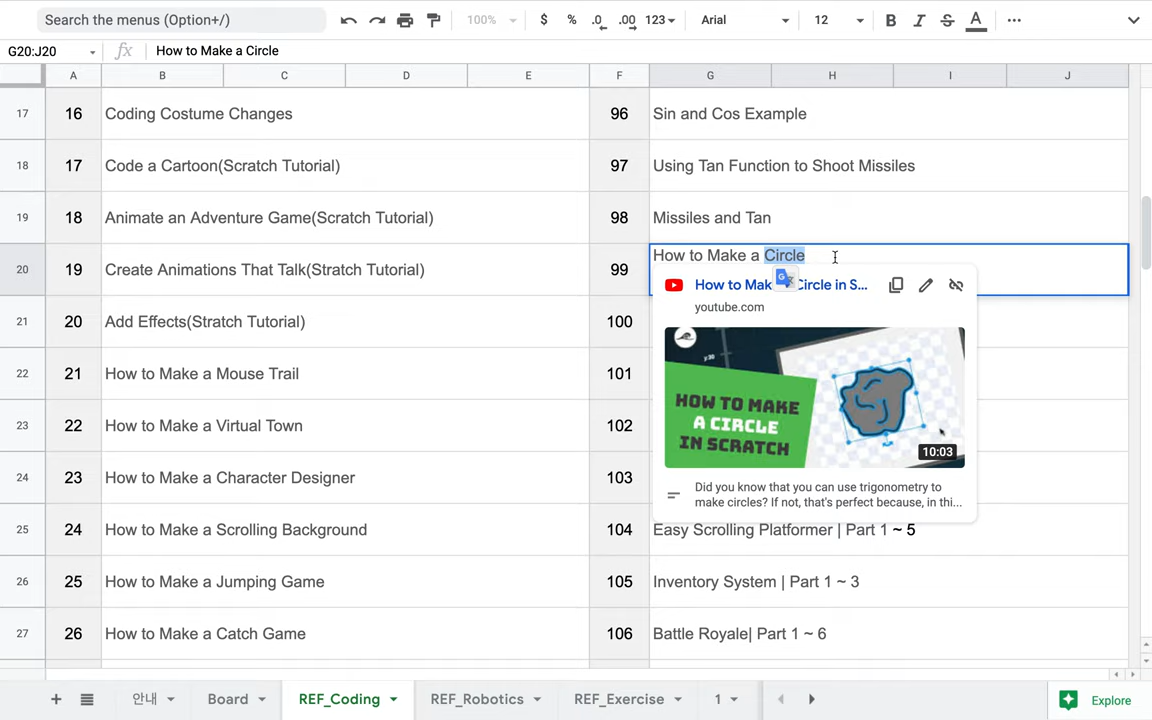 Search the menus (Option+/)
100%
$ % .0 .00 123
Arial
12
B I S A
G20:J20
fx How to Make a Circle
A B C D E F G H I J
17 16 Coding Costume Changes 96 Sin and Cos Example
18 17 Code a Cartoon(Scratch Tutorial) 97 Using Tan Function to Shoot Missiles
19 18 Animate an Adventure Game(Scratch Tutorial) 98 Missiles and Tan
20 19 Create Animations That Talk(Stratch Tutorial) 99 How to Make a Circle
How to Mak Circle in S...
youtube.com
y30
HOW TO MAKE
A CIRCLE
IN SCRATCH
10:03
Did you know that you can use trigonometry to
make circles? If not, that's perfect because, in thi...
21 20 Add Effects(Stratch Tutorial) 100
22 21 How to Make a Mouse Trail 101
23 22 How to Make a Virtual Town 102
24 23 How to Make a Character Designer 103
25 24 How to Make a Scrolling Background 104 Easy Scrolling Platformer | Part 1 ~ 5
26 25 How to Make a Jumping Game 105 Inventory System | Part 1 ~ 3
27 26 How to Make a Catch Game 106 Battle Royale| Part 1 ~ 6
안내 Board REF_Coding REF_Robotics REF_Exercise 1 Explore